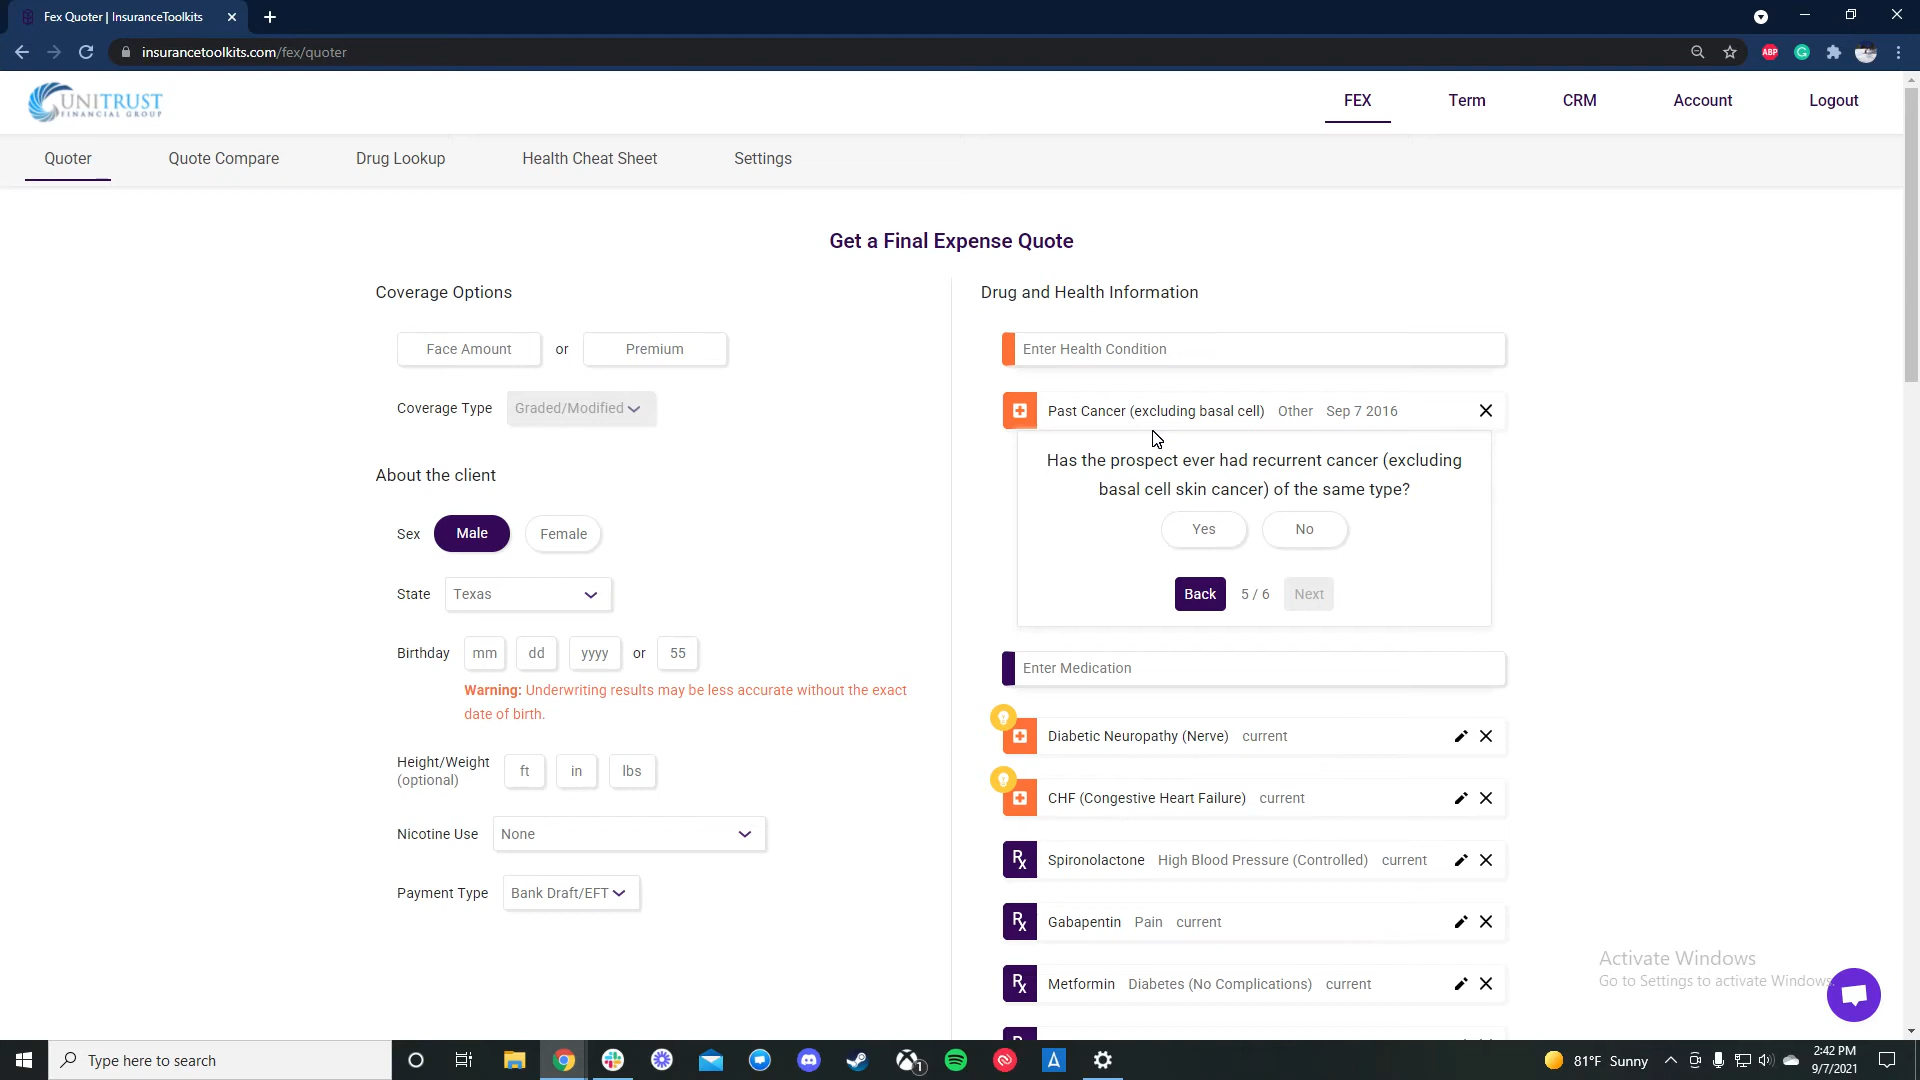 Fex Quoter | InsuranceToolkits
insurancetoolkits.com/fex/quoter
ABP
UNITRUST
FINANCIAL GROUP
FEX
Term
CRM
Account
Logout
Quoter
Quote Compare
Drug Lookup
Health Cheat Sheet
Settings
Get a Final Expense Quote
Coverage Options
Face Amount or Premium
Coverage Type Graded/Modified
About the client
Sex Male Female
State Texas
Birthday mm dd yyyy or 55
Warning: Underwriting results may be less accurate without the exact
date of birth.
Height/Weight
(optional)
ft in lbs
Nicotine Use None
Payment Type Bank Draft/EFT
Drug and Health Information
Enter Health Condition
Past Cancer (excluding basal cell) Other Sep 7 2016
Has the prospect ever had recurrent cancer (excluding
basal cell skin cancer) of the same type?
Yes No
Back 5 / 6 Next
Enter Medication
Diabetic Neuropathy (Nerve) current
CHF (Congestive Heart Failure) current
Rx Spironolactone High Blood Pressure (Controlled) current
Rx Gabapentin Pain current
Rx Metformin Diabetes (No Complications) current
Activate Windows
Go to Settings to activate Windows.
Type here to search
1
81°F Sunny
2:42 PM
9/7/2021